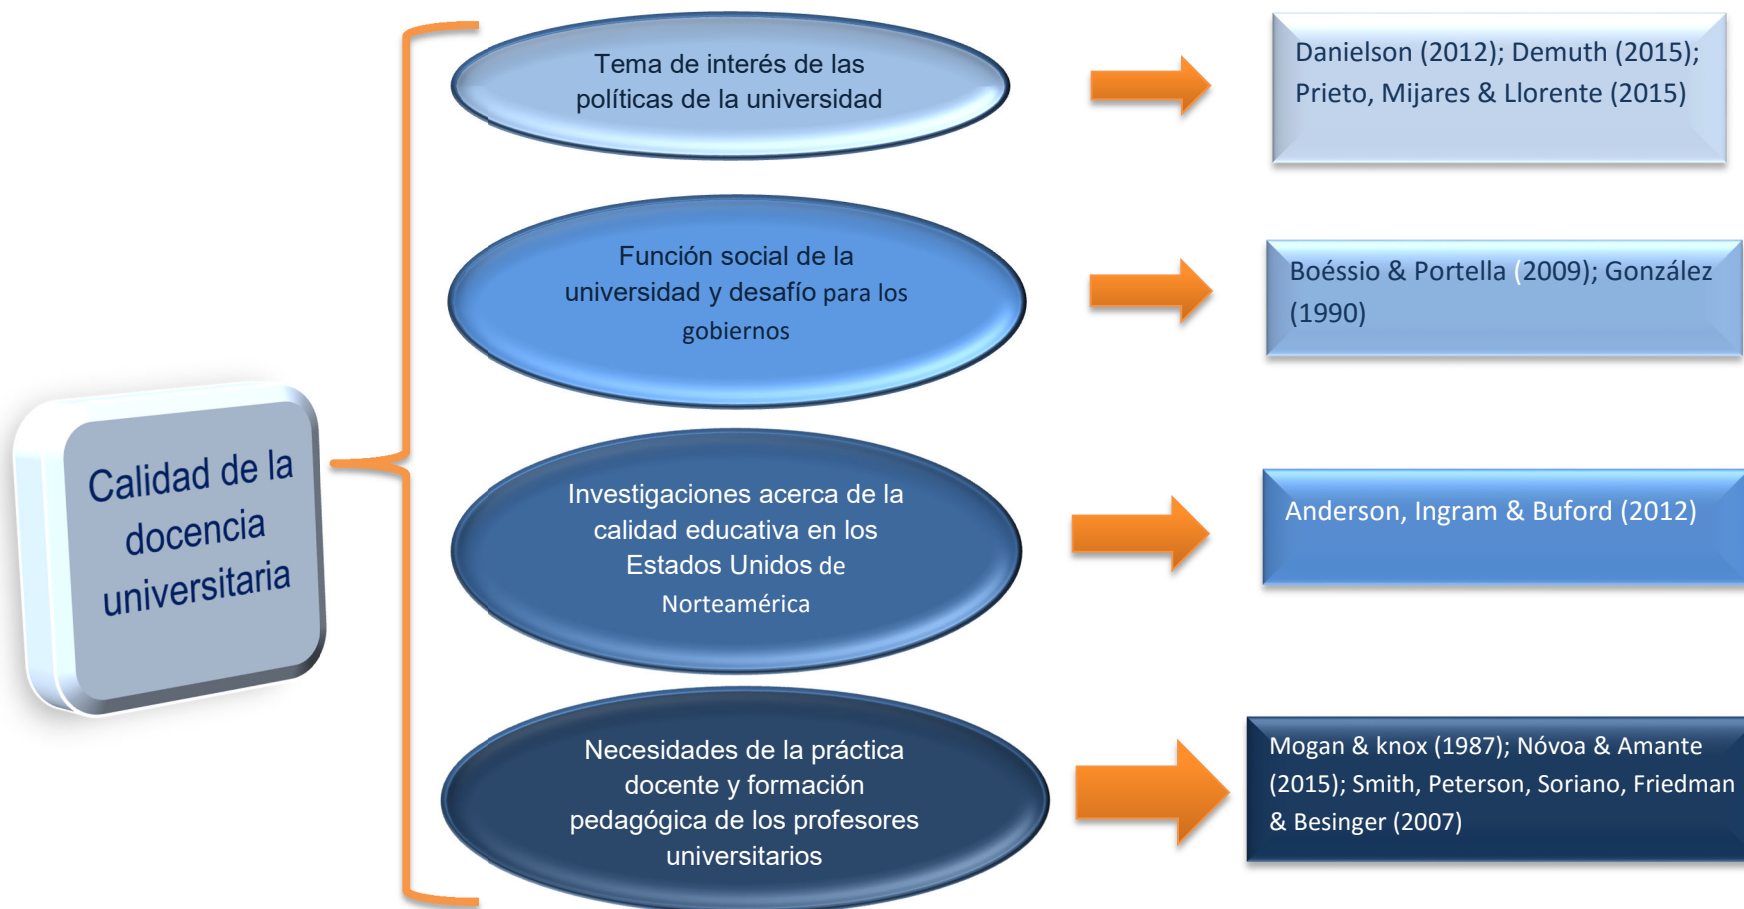 Calidad de la
docencia
universitaria
Tema de interés de las
políticas de la universidad
Danielson (2012); Demuth (2015);
Prieto, Mijares & Llorente (2015)
Función social de la
universidad y desafío para los
gobiernos
Boéssio & Portella (2009); González
(1990)
Investigaciones acerca de la
calidad educativa en los
Estados Unidos de
Norteamérica
Anderson, Ingram & Buford (2012)
Necesidades de la práctica
docente y formación
pedagógica de los profesores
universitarios
Mogan & knox (1987); Nóvoa & Amante
(2015); Smith, Peterson, Soriano, Friedman
& Besinger (2007)